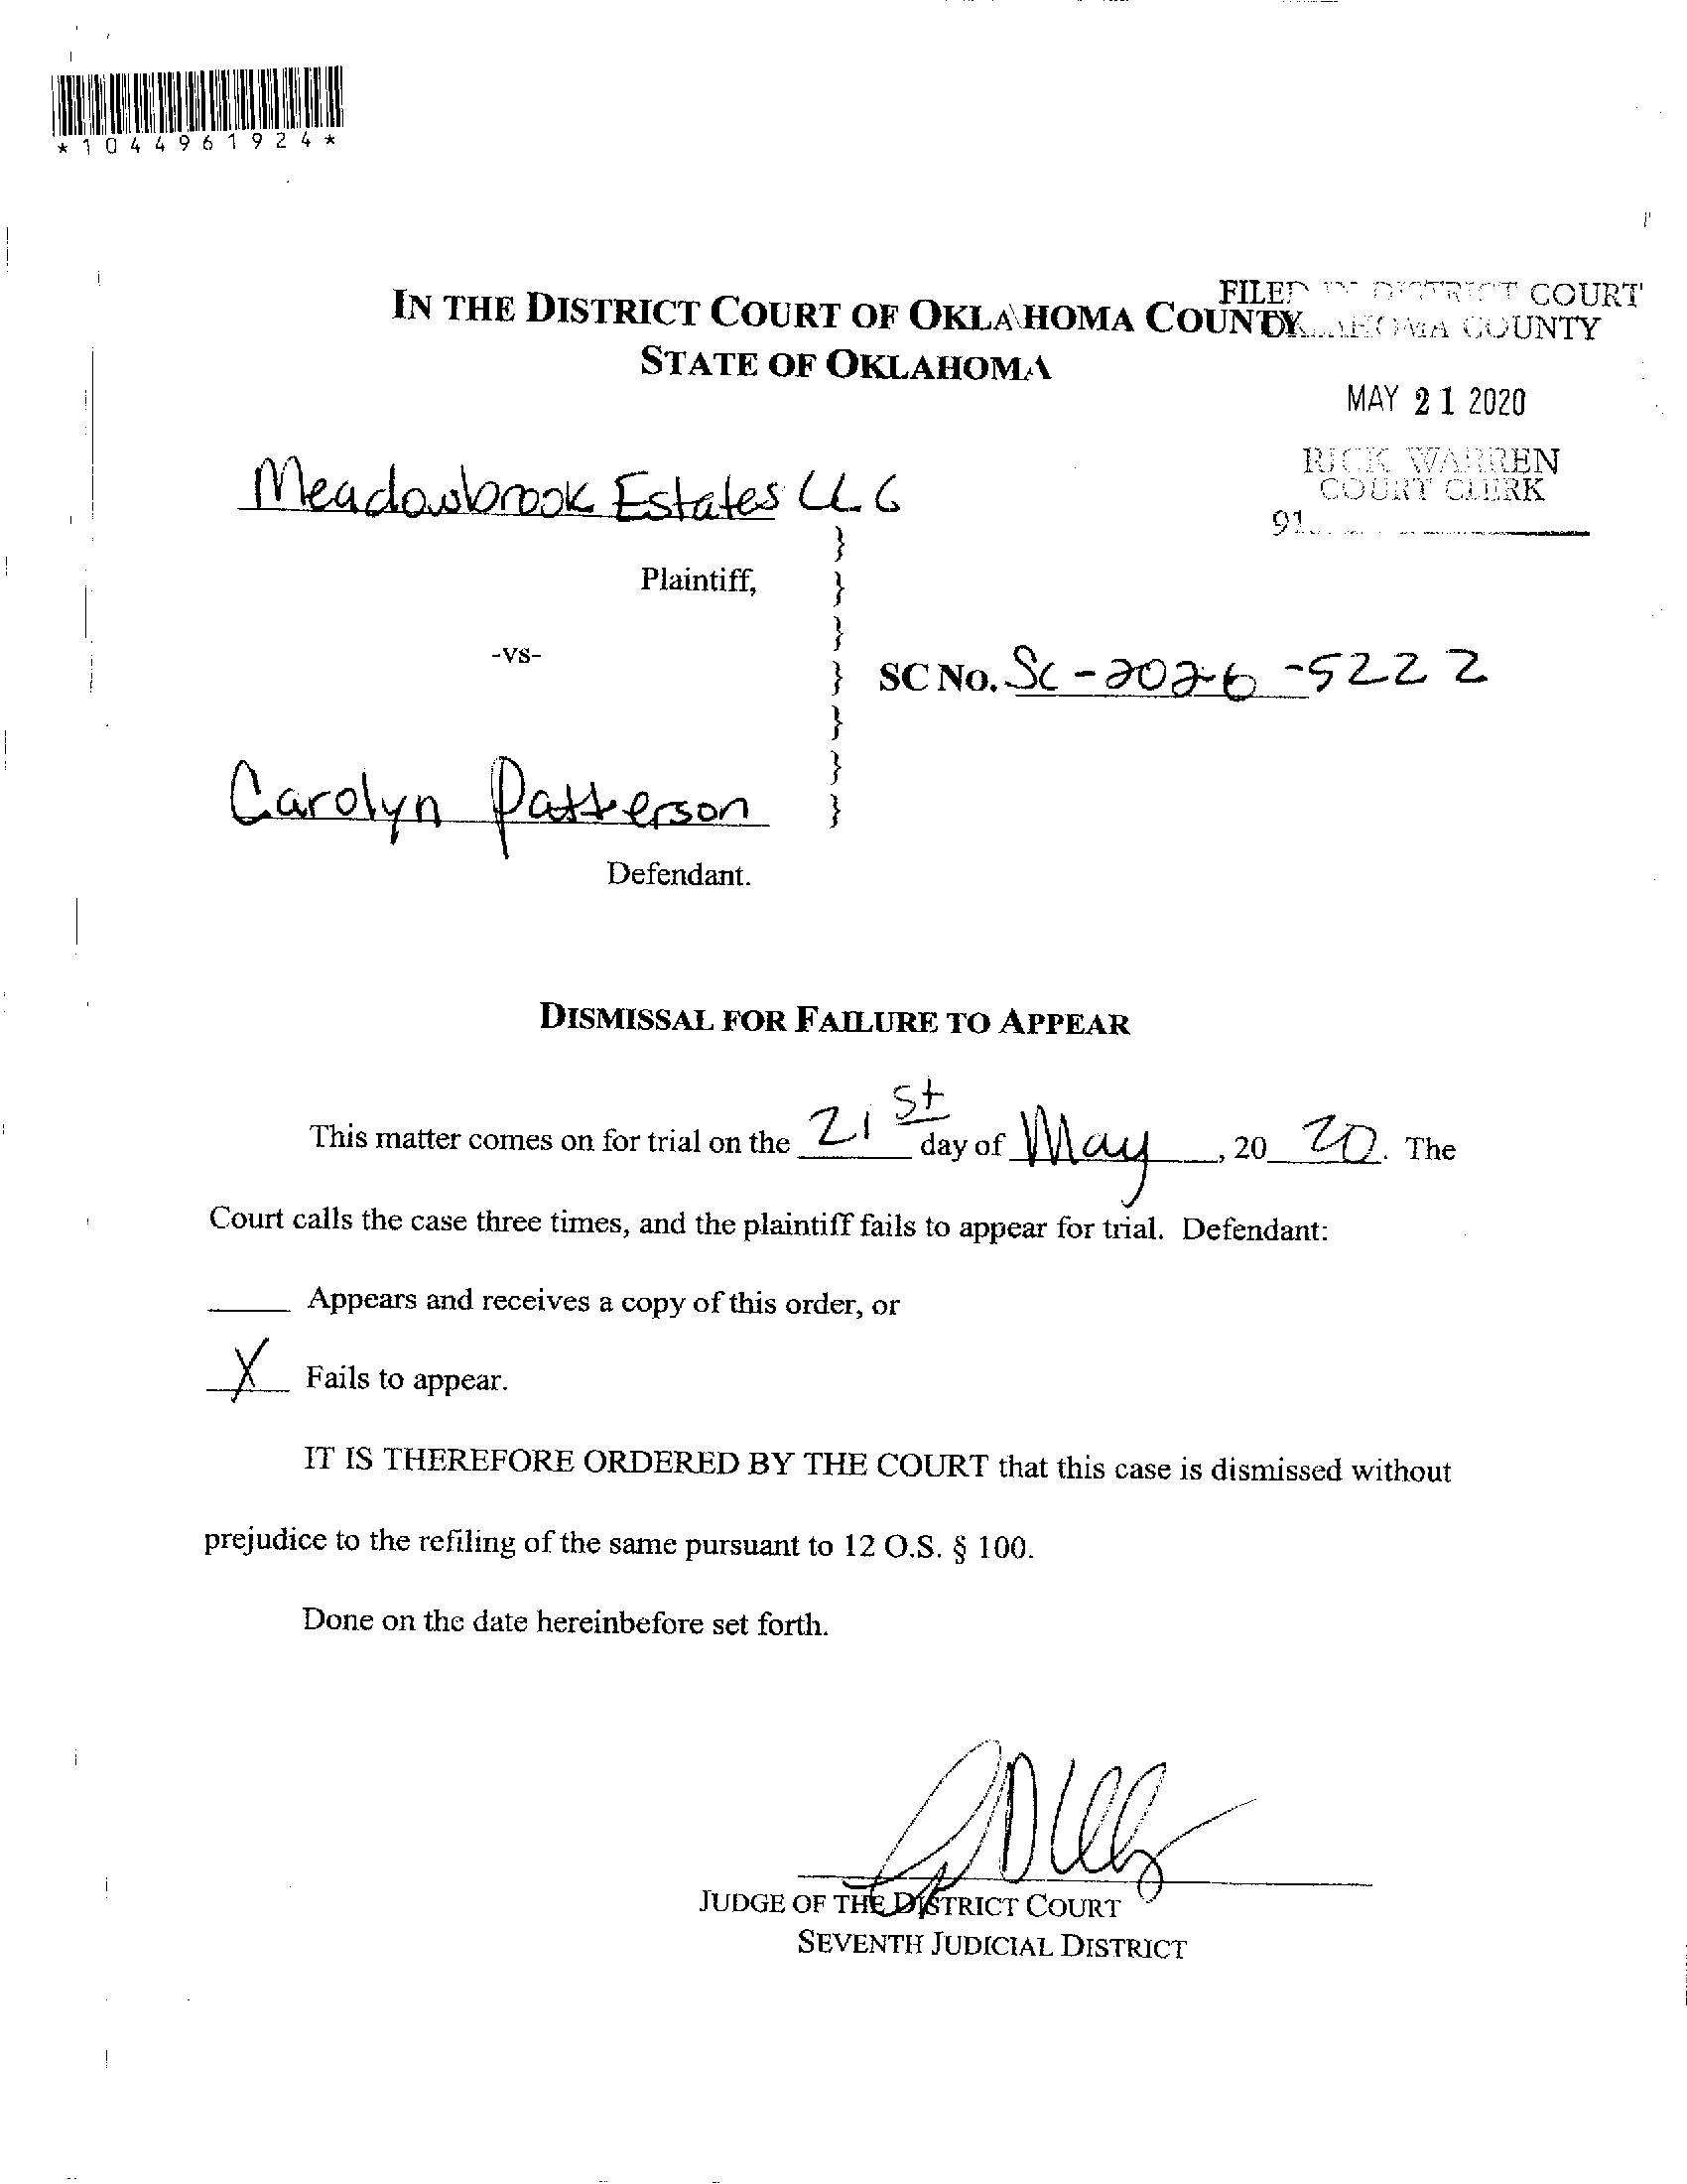 *1044961924*
FILED IN DISTRICT COURT
IN THE DISTRICT COURT OF OKLAHOMA COUNTY
OKLAHOMA COUNTY
STATE OF OKLAHOMA
MAY 21 2020
RICK WARREN
COURT CLERK
91
Meadowbrook Estates LLC
}
Plaintiff,
}
}
-vs-
}
SC NO. SC-2020-5222
}
}
Carolyn Patterson
}
Defendant.
DISMISSAL FOR FAILURE TO APPEAR
This matter comes on for trial on the 21st day of May, 2020. The
Court calls the case three times, and the plaintiff fails to appear for trial. Defendant:
____ Appears and receives a copy of this order, or
X Fails to appear.
IT IS THEREFORE ORDERED BY THE COURT that this case is dismissed without
prejudice to the refiling of the same pursuant to 12 O.S. § 100.
Done on the date hereinbefore set forth.
JUDGE OF THE DISTRICT COURT
SEVENTH JUDICIAL DISTRICT